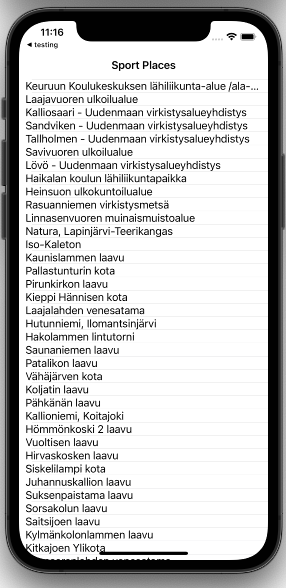 11:16
◀ testing
Sport Places
Keuruun Koulukeskuksen lähiliikunta-alue /ala-...
Laajavuoren ulkoilualue
Kalliosaari - Uudenmaan virkistysalueyhdistys
Sandviken - Uudenmaan virkistysalueyhdistys
Tallholmen - Uudenmaan virkistysalueyhdistys
Savivuoren ulkoilualue
Lövö - Uudenmaan virkistysalueyhdistys
Haikalan koulun lähiliikuntapaikka
Heinsuon ulkokuntoilualue
Rasuanniemen virkistysmetsä
Linnasenvuoren muinaismuistoalue
Natura, Lapinjärvi-Teerikangas
Iso-Kaleton
Kaunislammen laavu
Pallastunturin kota
Pirunkirkon laavu
Kieppi Hännisen kota
Laajalahden venesatama
Hutunniemi, Ilomantsinjärvi
Hakolammen lintutorni
Saunaniemen laavu
Patalikon laavu
Vähäjärven kota
Koljatin laavu
Pähkänän laavu
Kallioniemi, Koitajoki
Hömmönkoski 2 laavu
Vuoltisen laavu
Hirvaskosken laavu
Siskelilampi kota
Juhannuskallion laavu
Suksenpaistama laavu
Sorsakolun laavu
Saitsijoen laavu
Kylmänkolonlammen laavu
Kitkajoen Ylikota